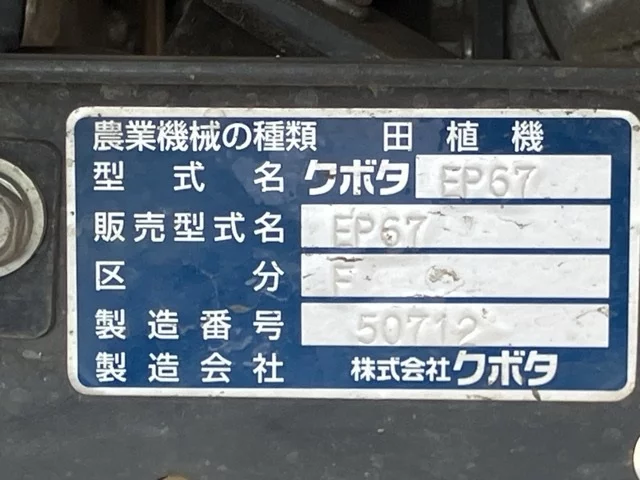 農業機械の種類 田植機
型式名 クボタ EP67
販売型式名 EP67
区分 F
製造番号 50712
製造会社 株式会社クボタ